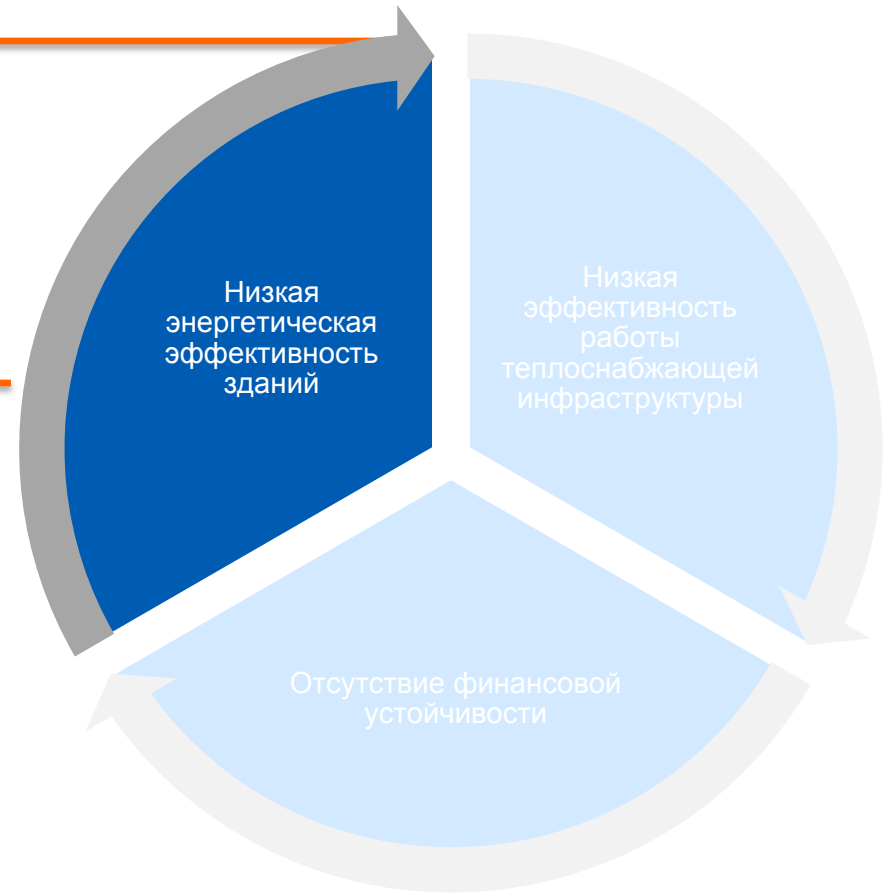 Низкая
энергетическая
эффективность
зданий
Низкая
эффективность
работы
теплоснабжающей
инфраструктуры
Отсутствие финансовой
устойчивости